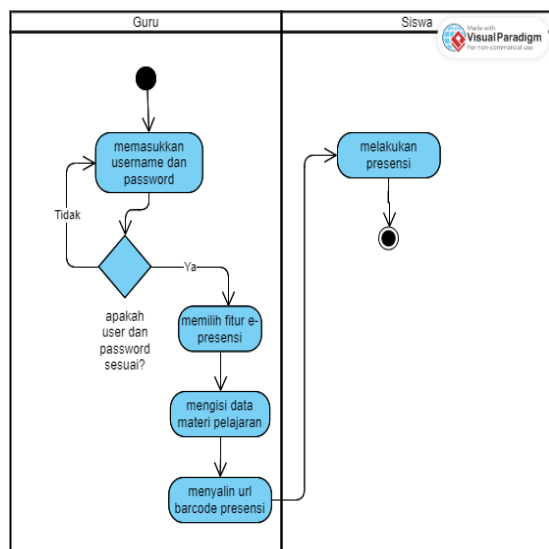 Guru
Siswa
Made with
Visual Paradigm
For non-commercial use
memasukkan
username dan
password
melakukan
presensi
Tidak
Ya
apakah
user dan
password
sesuai?
memilih fitur e-
presensi
mengisi data
materi pelajaran
menyalin url
barcode presensi